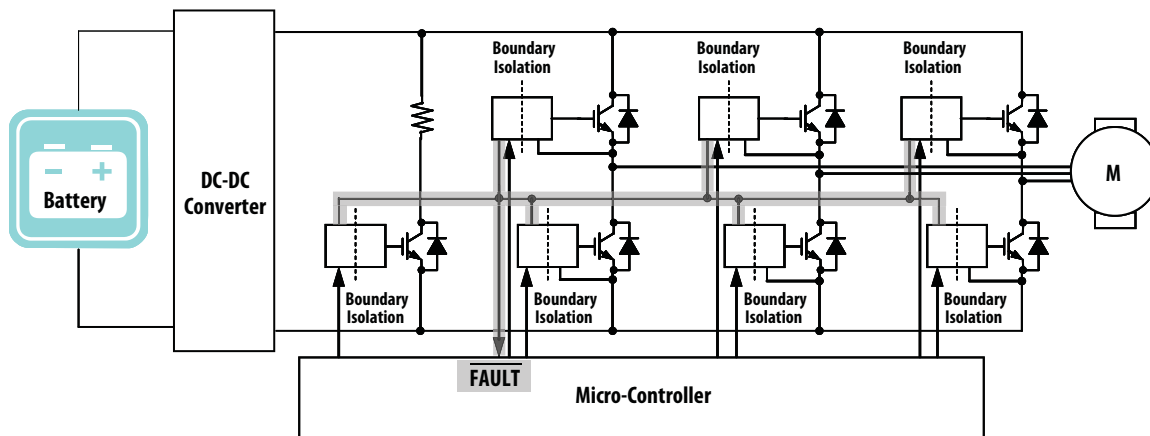 Boundary
Isolation
Boundary
Isolation
Boundary
Isolation
Battery
DC-DC
Converter
M
Boundary
Isolation
Boundary
Isolation
Boundary
Isolation
Boundary
Isolation
FAULT
Micro-Controller